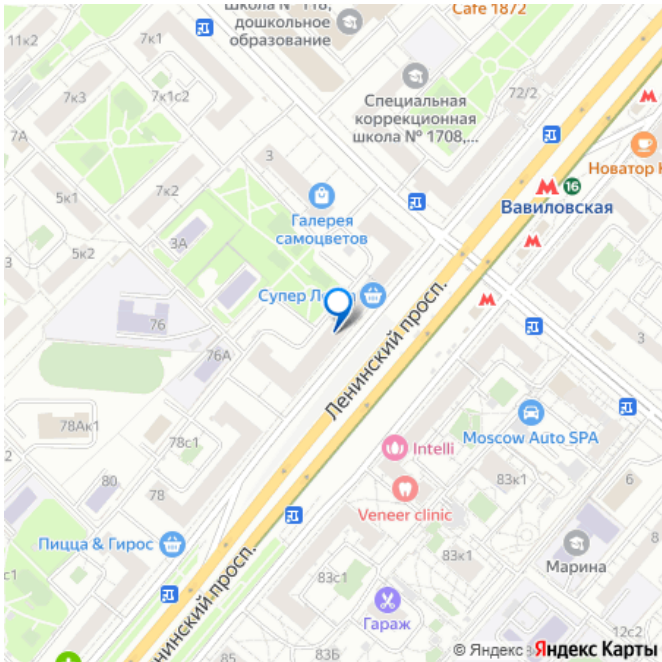 Школа № 118,
дошкольное
образование
Cafe 1872
11к2
7к1
7к3
7к1с2
72/2
Специальная
коррекционная
школа № 1708,...
7А
3
Новатор К
5к1
7к2
16
Вавиловская
Галерея
самоцветов
3А
5к2
Супер Л
Ленинский просп.
76
76А
3
78Ак1
78с1
Moscow Auto SPA
Intelli
2
80
78
83к1
6
Veneer clinic
Пицца & Гирос
83к1
Марина
с1
83с1
Гараж
нинский просп.
12с2
85
83Б
© Яндекс
Яндекс Карты